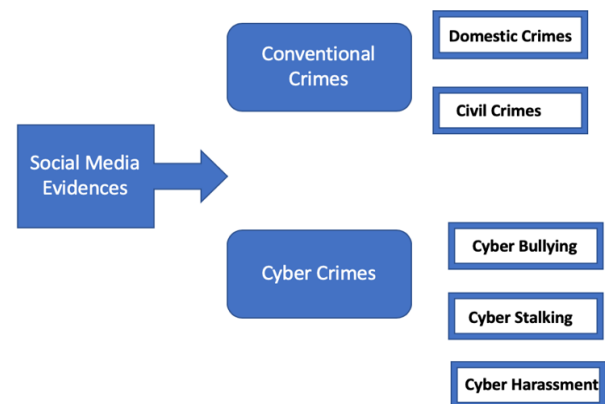 Social Media
Evidences
Conventional
Crimes
Domestic Crimes
Civil Crimes
Cyber Crimes
Cyber Bullying
Cyber Stalking
Cyber Harassment